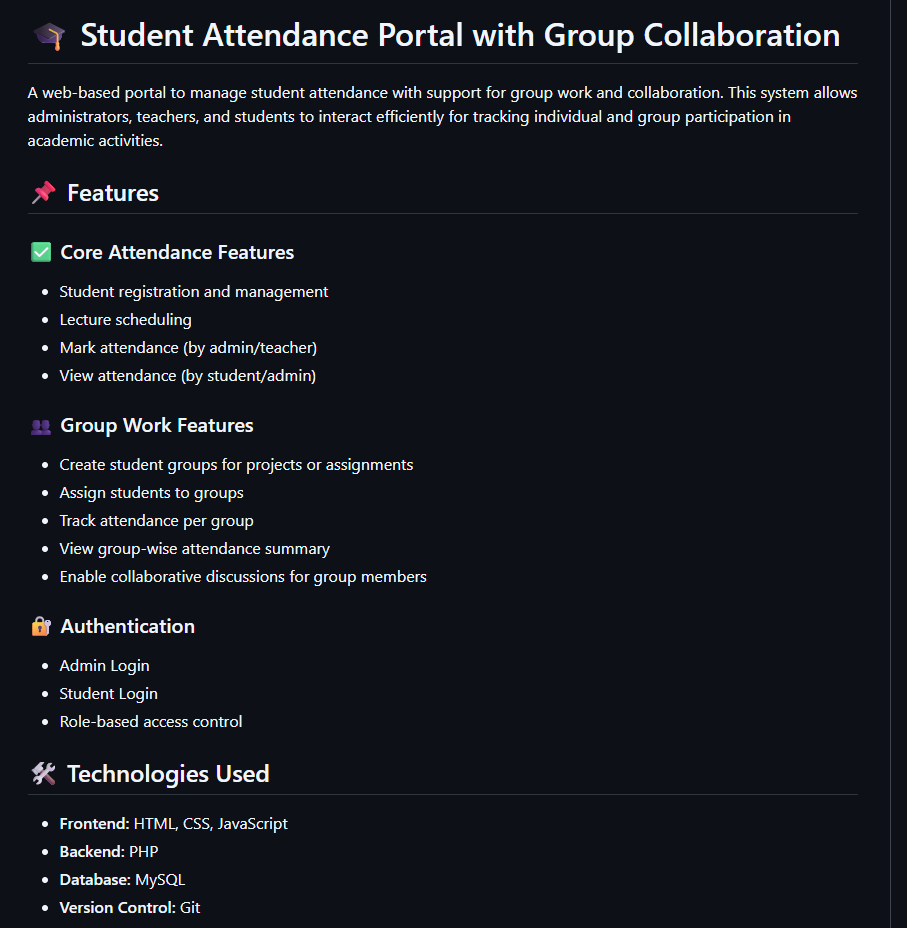 Student Attendance Portal with Group Collaboration
A web-based portal to manage student attendance with support for group work and collaboration. This system allows
administrators, teachers, and students to interact efficiently for tracking individual and group participation in
academic activities.
Features
Core Attendance Features
Student registration and management
Lecture scheduling
Mark attendance (by admin/teacher)
View attendance (by student/admin)
Group Work Features
Create student groups for projects or assignments
Assign students to groups
Track attendance per group
View group-wise attendance summary
Enable collaborative discussions for group members
Authentication
Admin Login
Student Login
Role-based access control
Technologies Used
Frontend: HTML, CSS, JavaScript
Backend: PHP
Database: MySQL
Version Control: Git